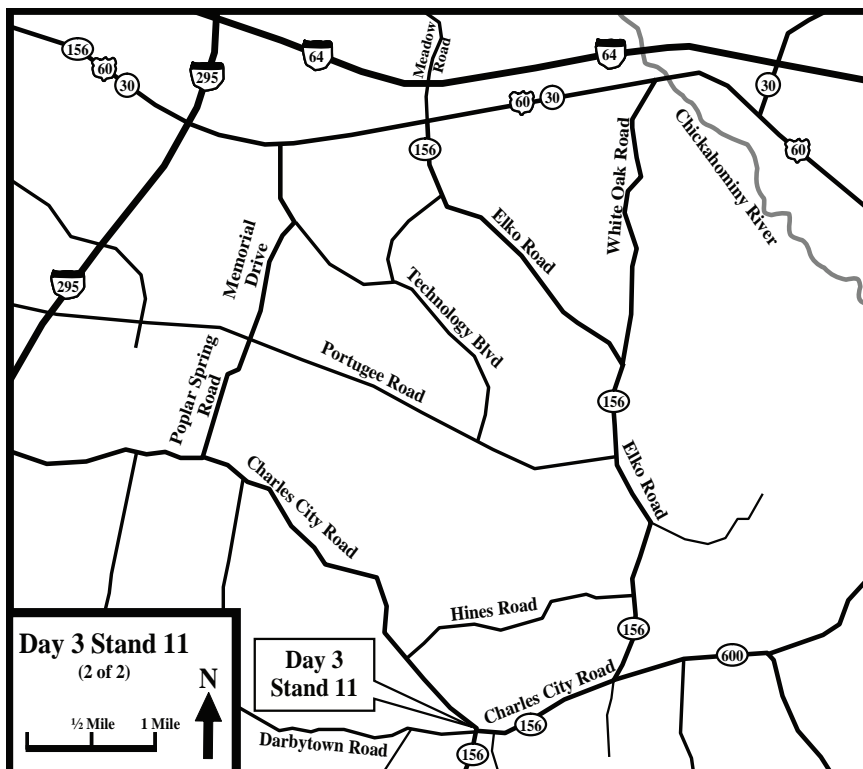 156
60
30
295
64
Meadow
Road
64
30
60
30
60
156
Chickahominy River
White Oak Road
Elko Road
Memorial
Drive
295
Technology Blvd
Portugee Road
Poplar Spring
Road
156
Elko Road
Charles City Road
Hines Road
156
600
Day 3
Stand 11
Charles City Road
156
Darbytown Road
156
Day 3 Stand 11
(2 of 2)
N
½ Mile 1 Mile